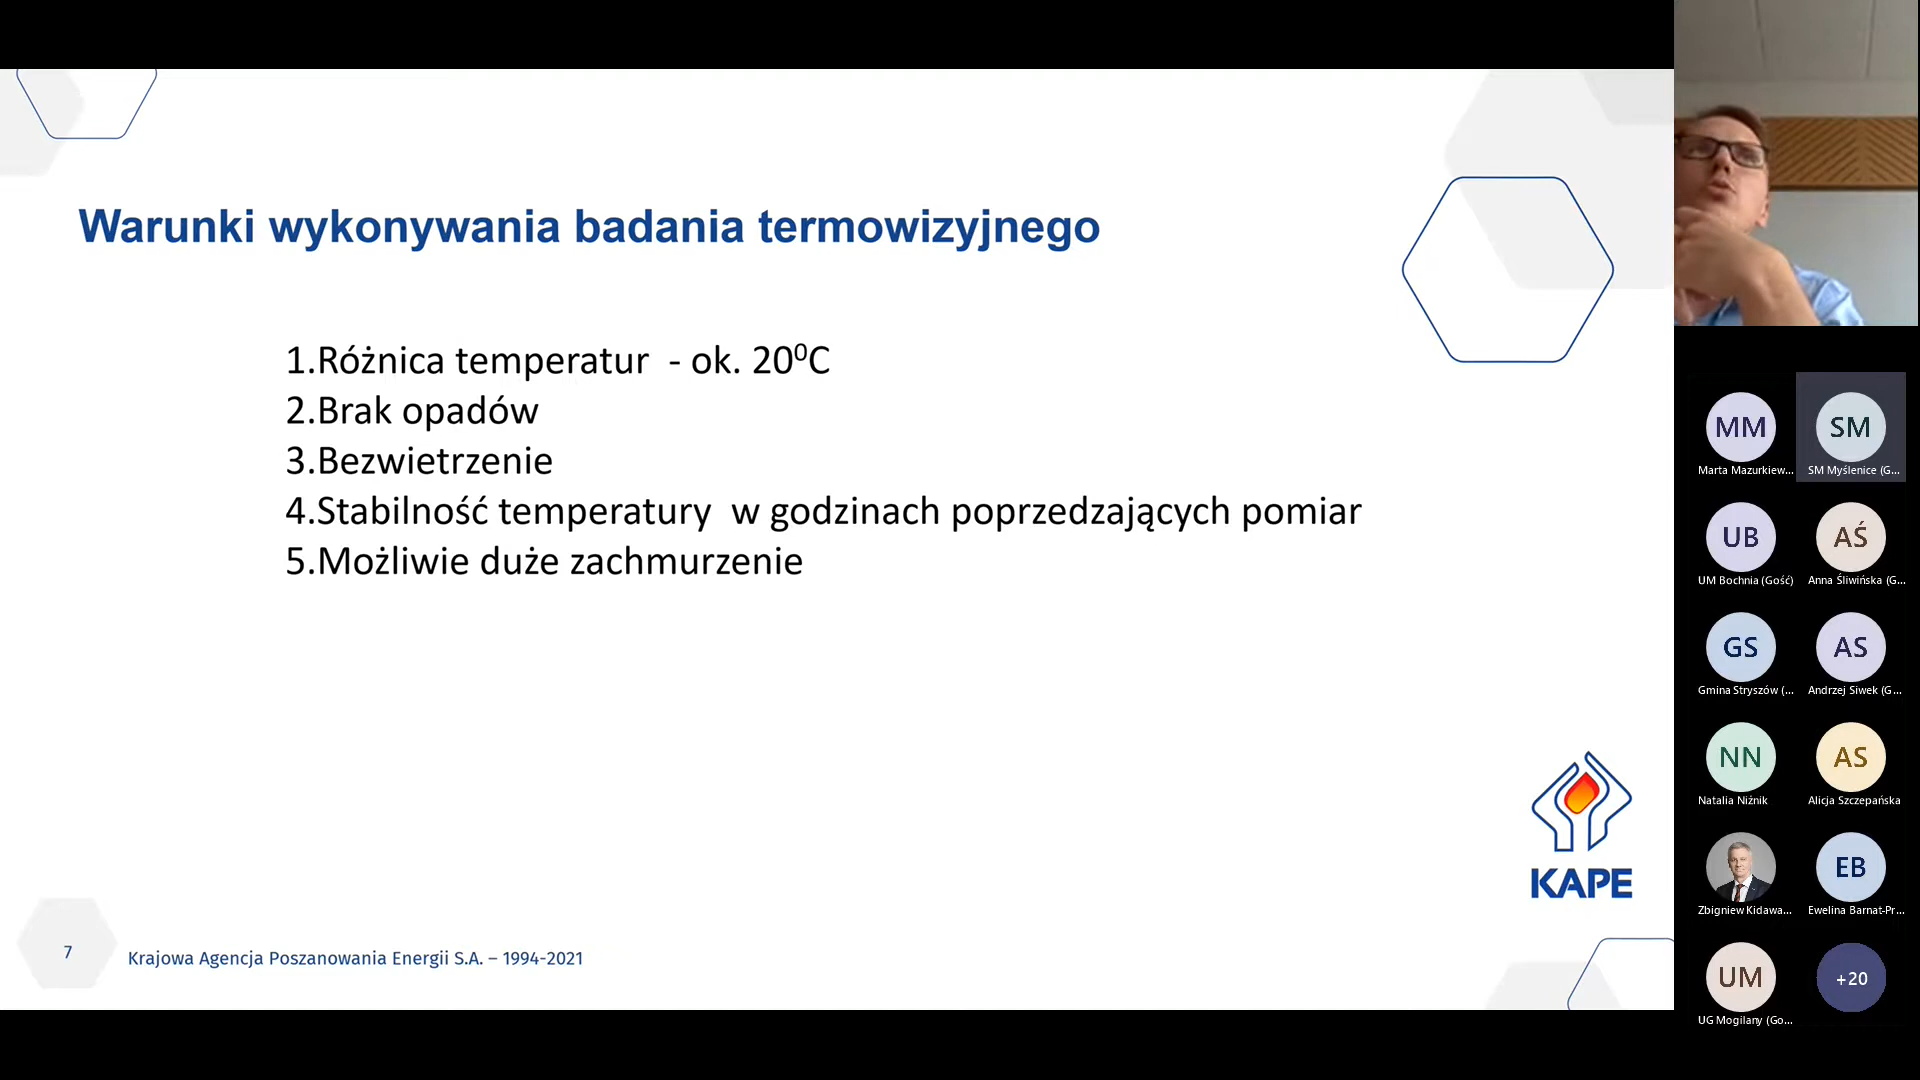 Warunki wykonywania badania termowizyjnego
1.Różnica temperatur - ok. 20⁰C
2.Brak opadów
3.Bezwietrzenie
4.Stabilność temperatury w godzinach poprzedzających pomiar
5.Możliwie duże zachmurzenie
KAPE
7
Krajowa Agencja Poszanowania Energii S.A. – 1994-2021
MM
Marta Mazurkiew...
SM
SM Myślenice (G...
UB
UM Bochnia (Gość)
AŚ
Anna Śliwińska (G...
GS
Gmina Stryszów (...
AS
Andrzej Siwek (G...
NN
Natalia Niźnik
AS
Alicja Szczepańska
Zbigniew Kidawa...
EB
Ewelina Barnat-Pr...
UM
UG Mogilany (Go...
+20